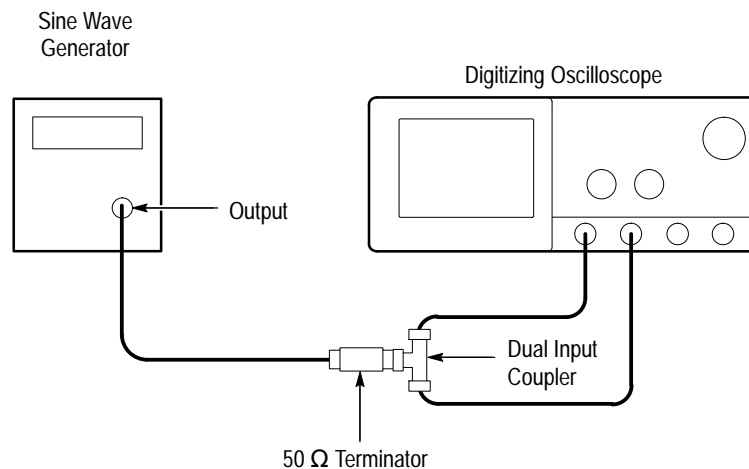 Sine Wave
Generator
Digitizing Oscilloscope
Output
Dual Input
Coupler
50 Ω Terminator